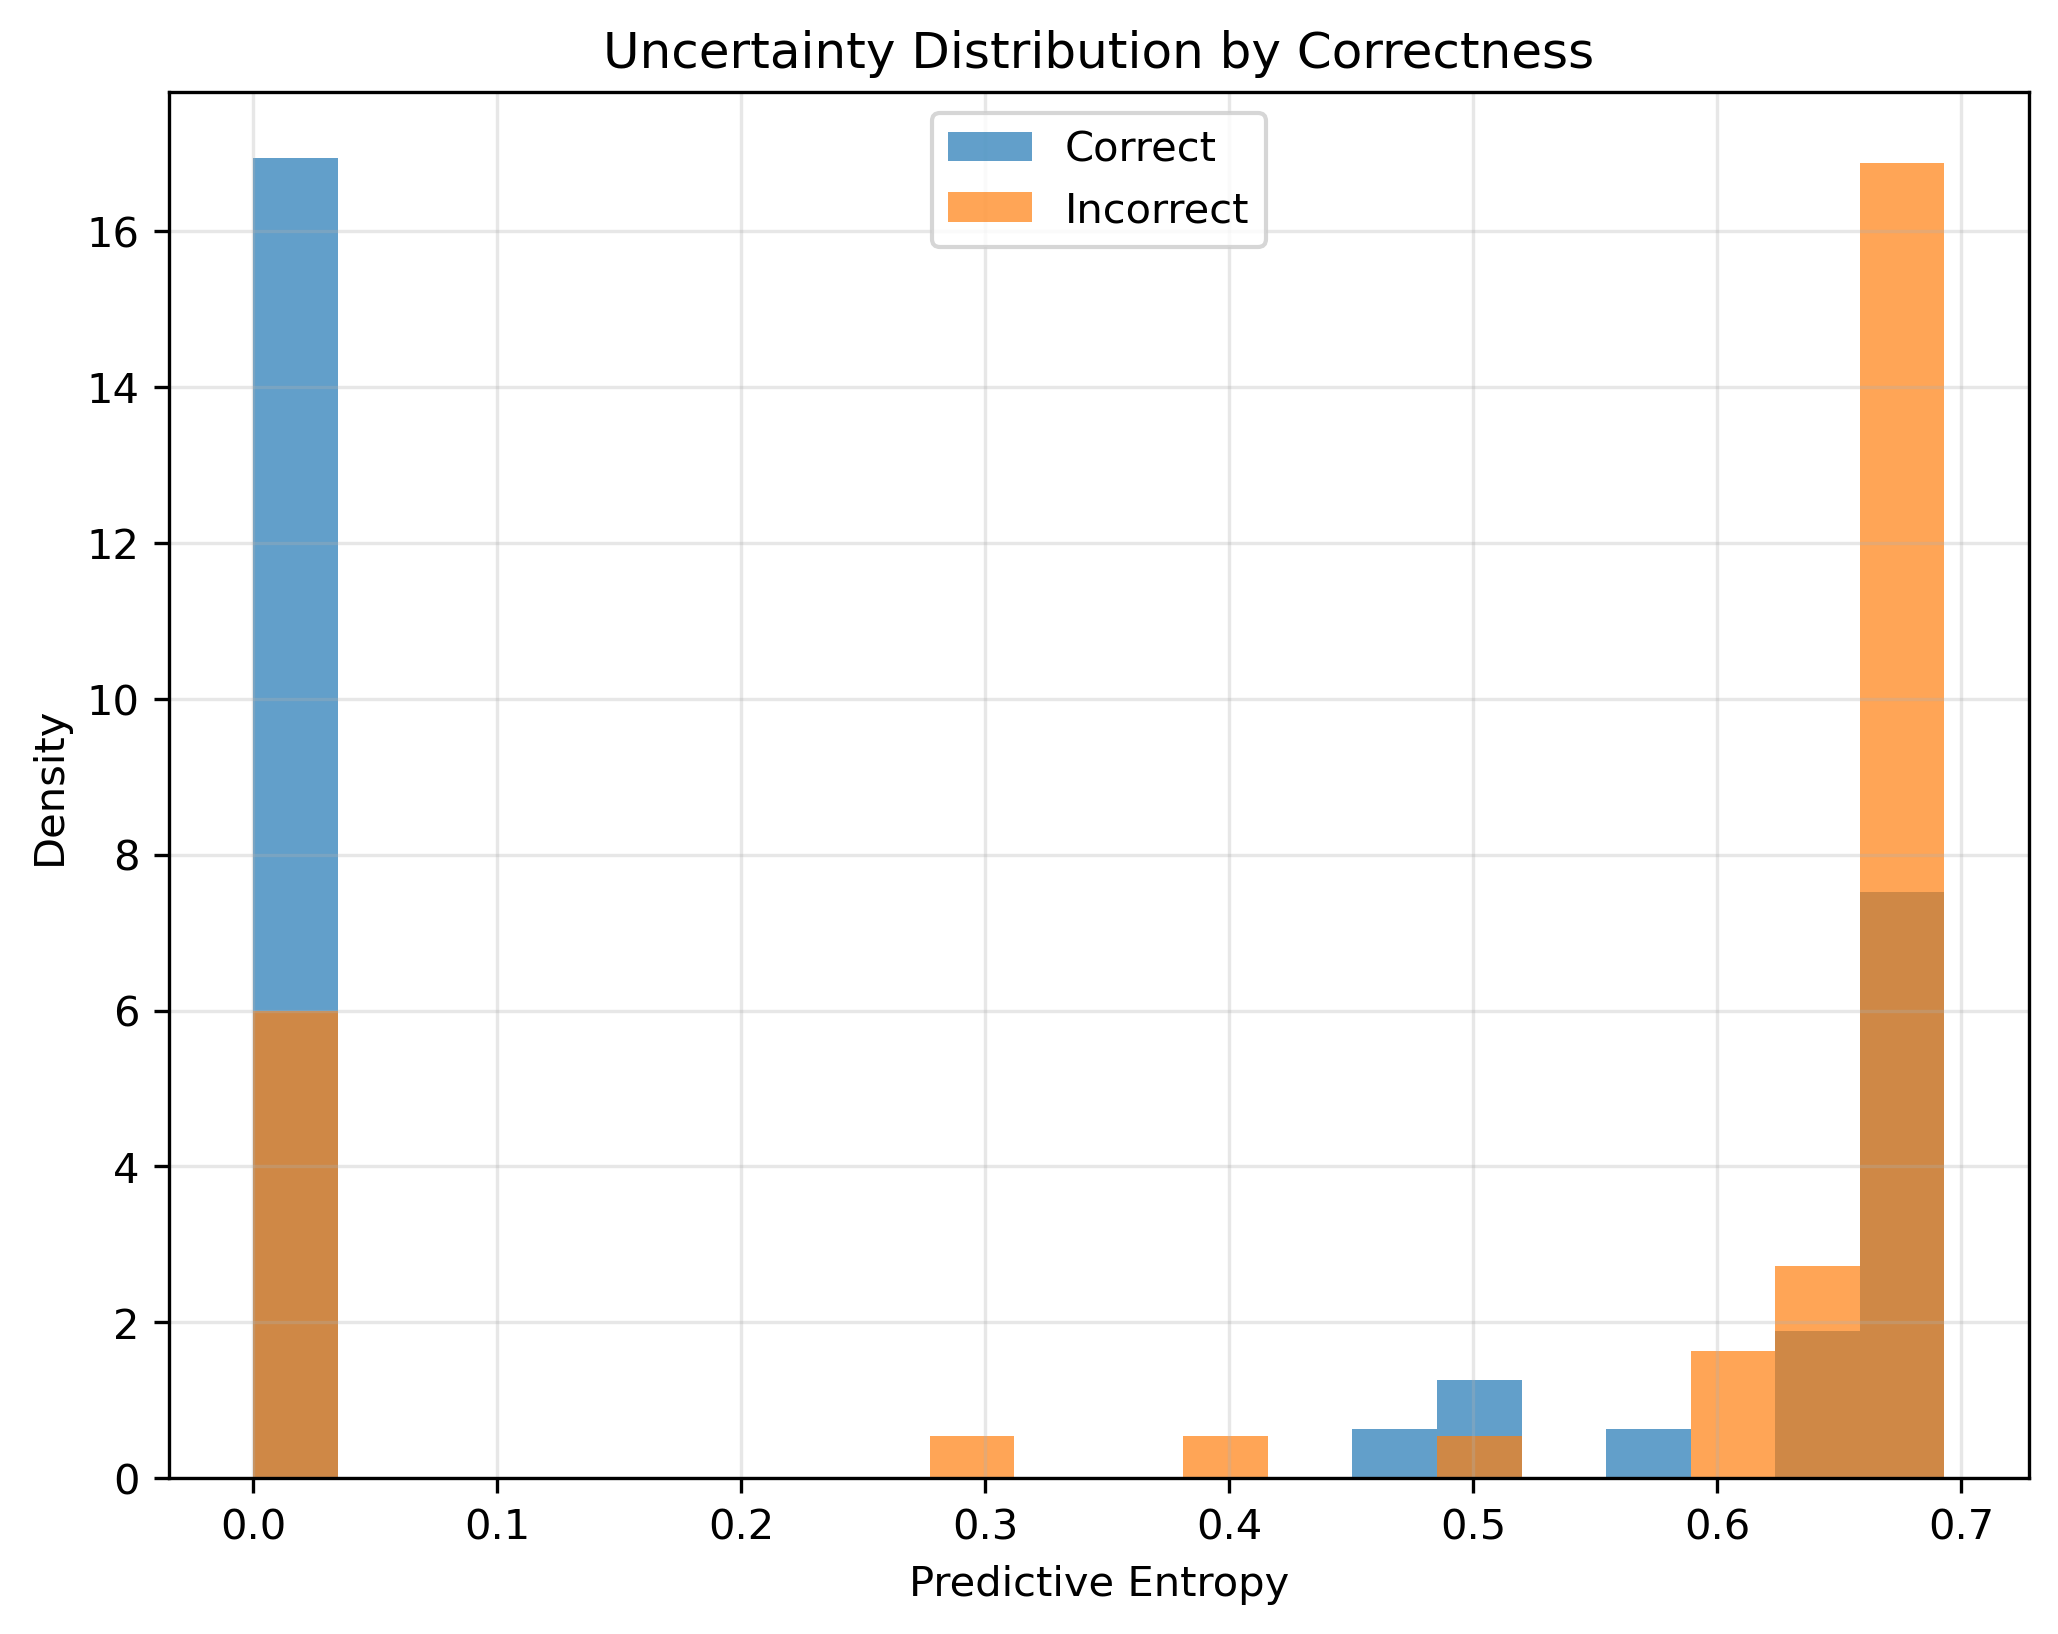 Uncertainty Distribution by Correctness
Correct
Incorrect
16
14
12
10
8
6
4
2
0
Density
0.0 0.1 0.2 0.3 0.4 0.5 0.6 0.7
Predictive Entropy